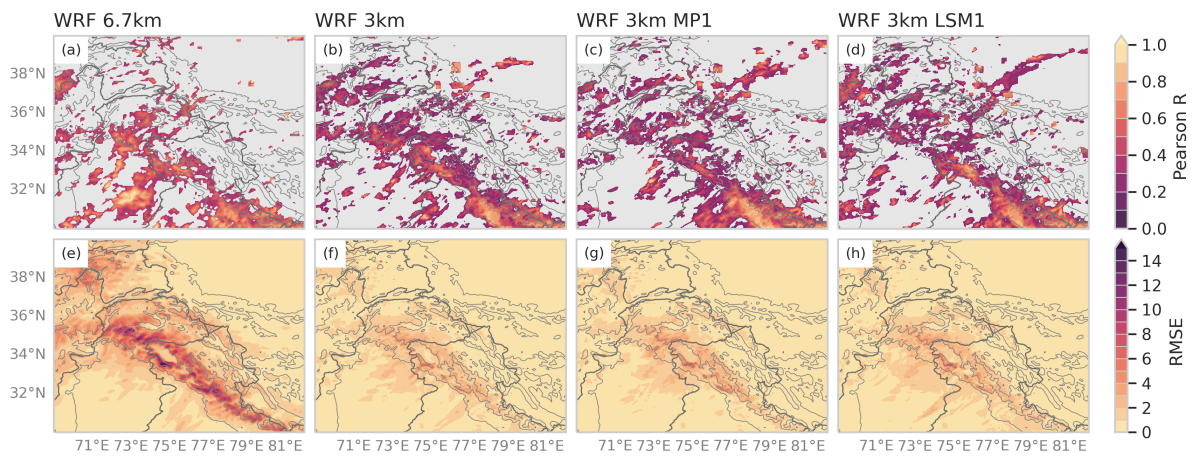 WRF 6.7km WRF 3km WRF 3km MP1 WRF 3km LSM1
(a) (b) (c) (d)
38°N
36°N
34°N
32°N
1.0
0.8
0.6
0.4
0.2
0.0
Pearson R
(e) (f) (g) (h)
38°N
36°N
34°N
32°N
14
12
10
8
6
4
2
0
RMSE
71°E 73°E 75°E 77°E 79°E 81°E 71°E 73°E 75°E 77°E 79°E 81°E 71°E 73°E 75°E 77°E 79°E 81°E 71°E 73°E 75°E 77°E 79°E 81°E